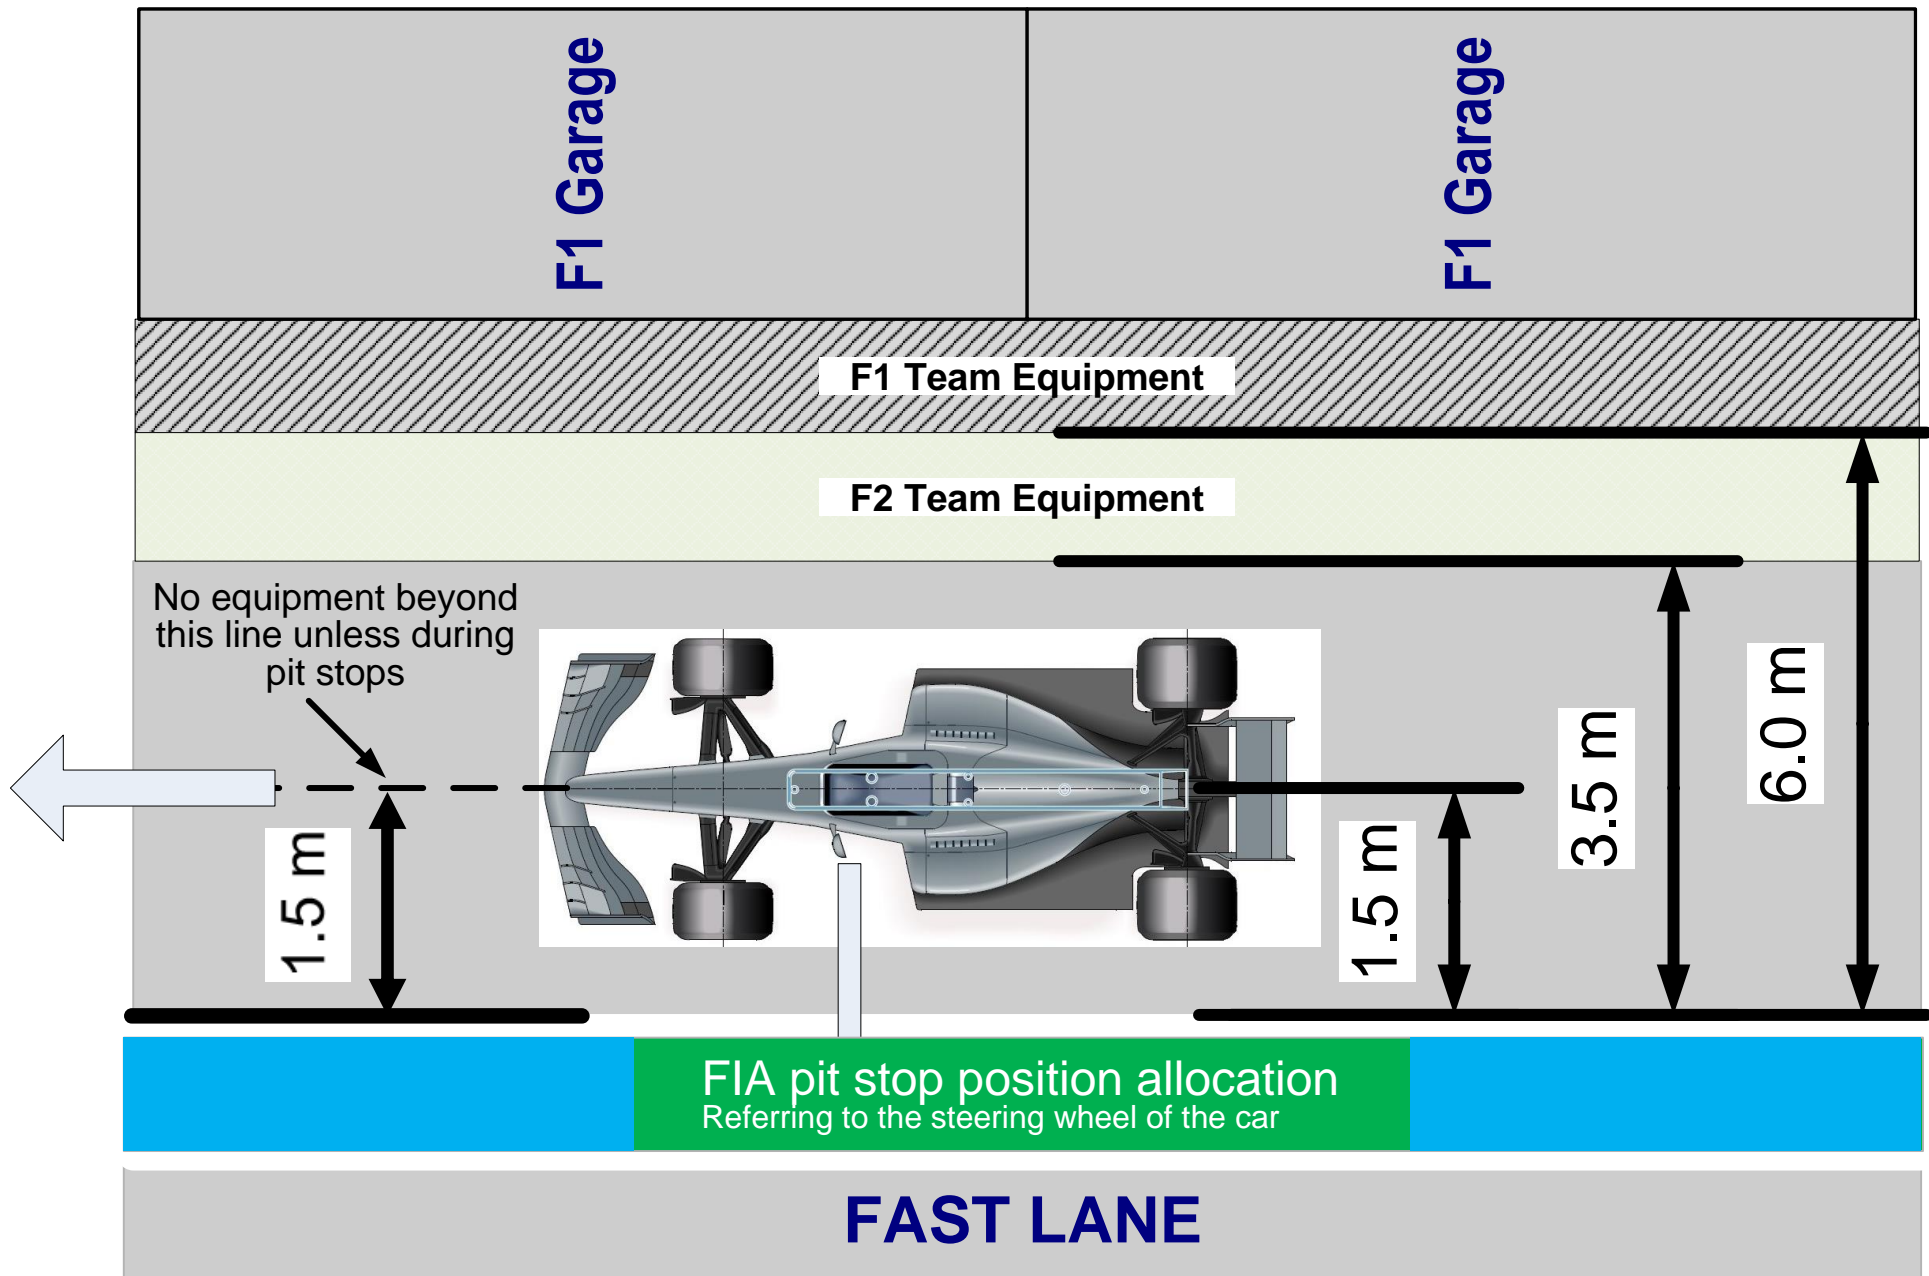 F1 Garage
F1 Garage
F1 Team Equipment
F2 Team Equipment
No equipment beyond
this line unless during
pit stops
1.5 m
1.5 m
3.5 m
6.0 m
FIA pit stop position allocation
Referring to the steering wheel of the car
FAST LANE